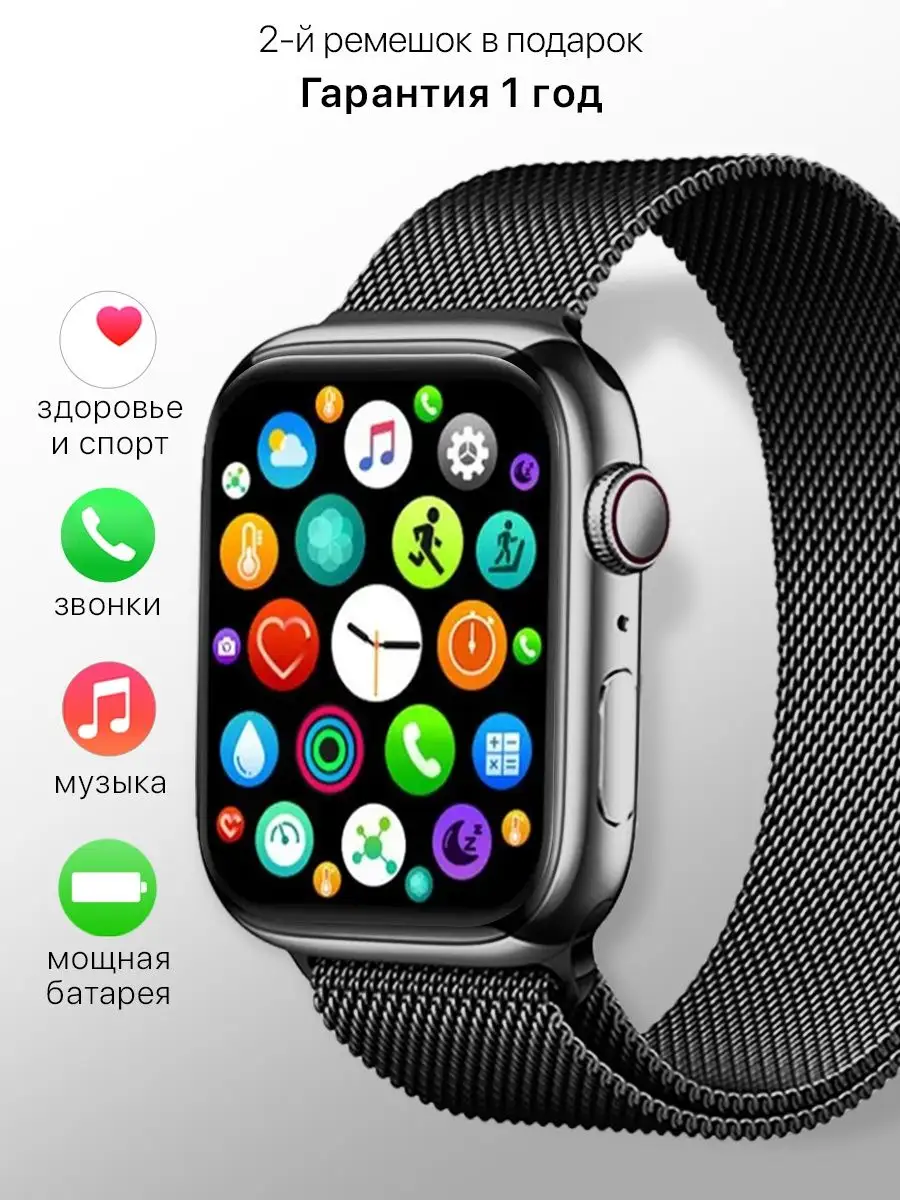 2-й ремешок в подарок
Гарантия 1 год
здоровье
и спорт
звонки
музыка
мощная
батарея